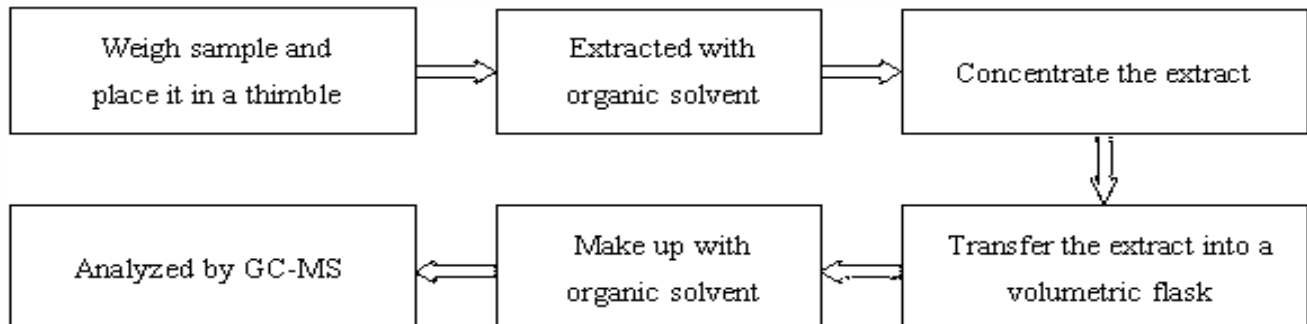 Weigh sample and
place it in a thimble
Extracted with
organic solvent
Concentrate the extract
Transfer the extract into a
volumetric flask
Make up with
organic solvent
Analyzed by GC-MS